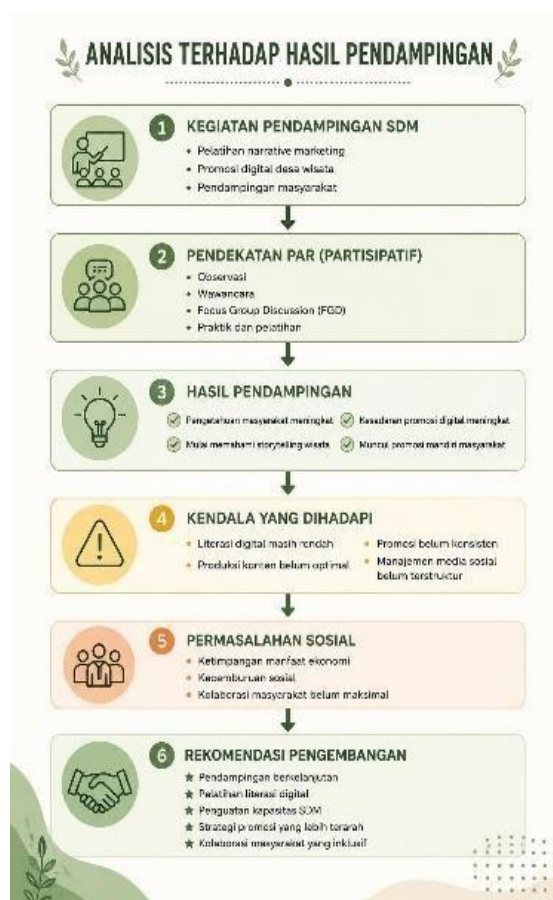 ANALISIS TERHADAP HASIL PENDAMPINGAN
1 KEGIATAN PENDAMPINGAN SDM
• Pelatihan narrative marketing
• Promosi digital desa wisata
• Pendampingan masyarakat
2 PENDEKATAN PAR (PARTISIPATIF)
• Observasi
• Wawancara
• Focus Group Discussion (FGD)
• Praktik dan pelatihan
3 HASIL PENDAMPINGAN
Pengetahuan masyarakat meningkat
Kesadaran promosi digital meningkat
Mulai memahami storytelling wisata
Muncul promosi mandiri masyarakat
4 KENDALA YANG DIHADAPI
• Literasi digital masih rendah
• Promosi belum konsisten
• Produksi konten belum optimal
• Manajemen media sosial
belum terstruktur
5 PERMASALAHAN SOSIAL
• Ketimpangan manfaat ekonomi
• Kecemburuan sosial
• Kolaborasi masyarakat belum maksimal
6 REKOMENDASI PENGEMBANGAN
★ Pendampingan berkelanjutan
★ Pelatihan literasi digital
★ Penguatan kapasitas SDM
★ Strategi promosi yang lebih terarah
★ Kolaborasi masyarakat yang inklusif